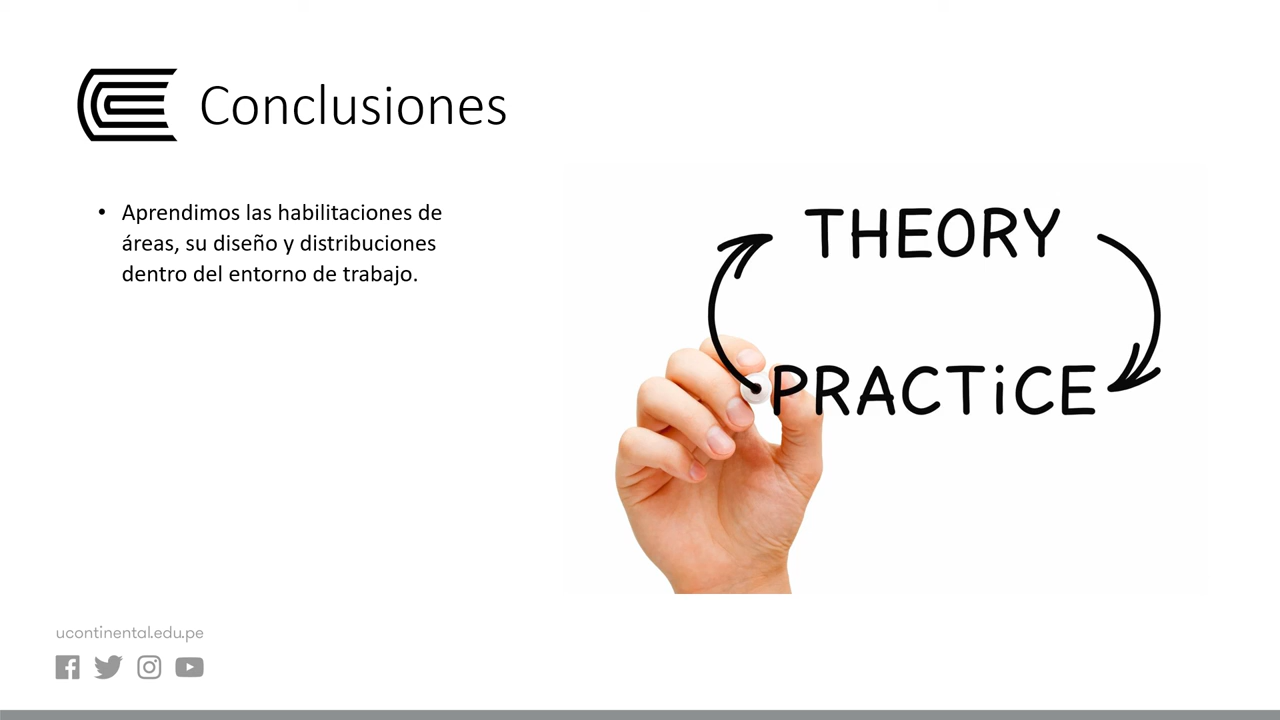 Conclusiones
• Aprendimos las habilitaciones de
áreas, su diseño y distribuciones
dentro del entorno de trabajo.
THEORY
PRACTiCE
ucontinental.edu.pe